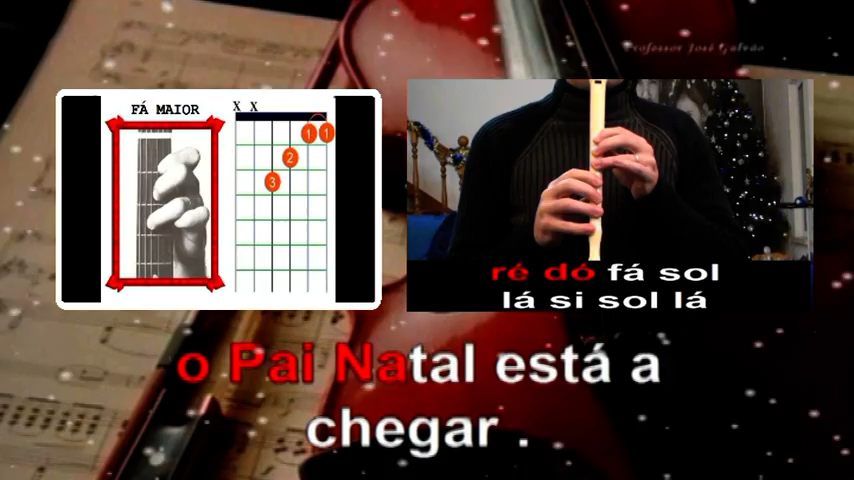 Professor José Galvão
FÁ MAIOR
X X
1 1
2
3
ré dó fá sol
lá si sol lá
o Pai Natal está a
chegar .